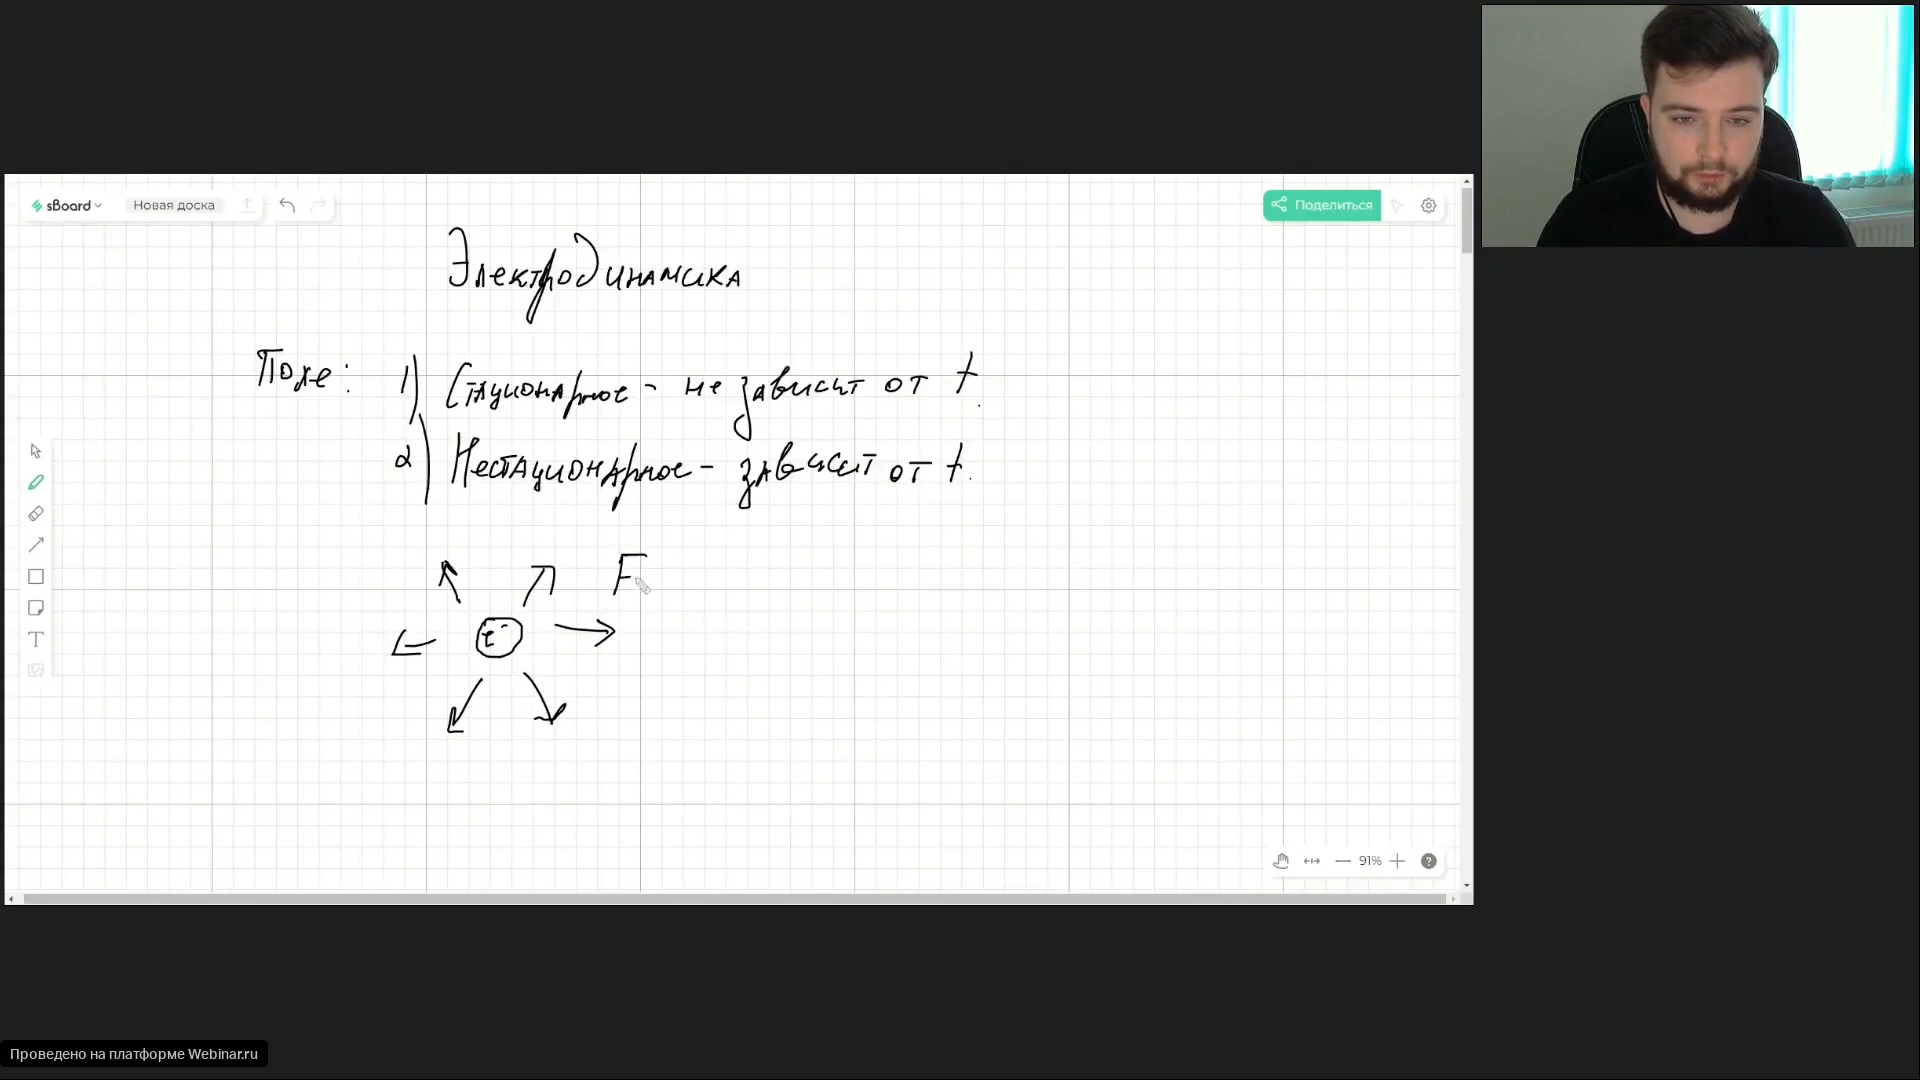 sBoard
Новая доска
Поделиться
Электродинамика
Поле: 1) Стационарное - не зависит от t.
2) Нестационарное - зависит от t.
F
e-
T
91%
?
Проведено на платформе Webinar.ru